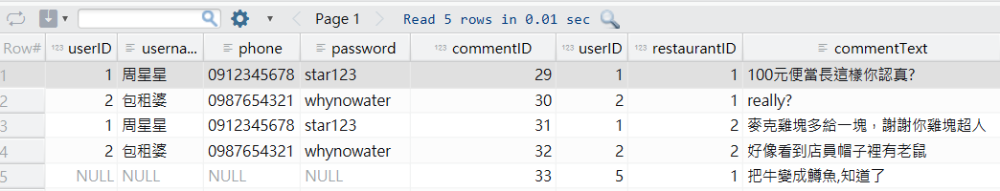 Page 1 Read 5 rows in 0.01 sec
Row# 123 userID userna... phone password 123 commentID 123 userID 123 restaurantID commentText
1 1 周星星 0912345678 star123 29 1 1 100元便當長這樣你認真?
2 2 包租婆 0987654321 whynowater 30 2 1 really?
3 1 周星星 0912345678 star123 31 1 2 麥克雞塊多給一塊，謝謝你雞塊超人
4 2 包租婆 0987654321 whynowater 32 2 2 好像看到店員帽子裡有老鼠
5 NULL NULL NULL NULL 33 5 1 把牛變成鱒魚,知道了